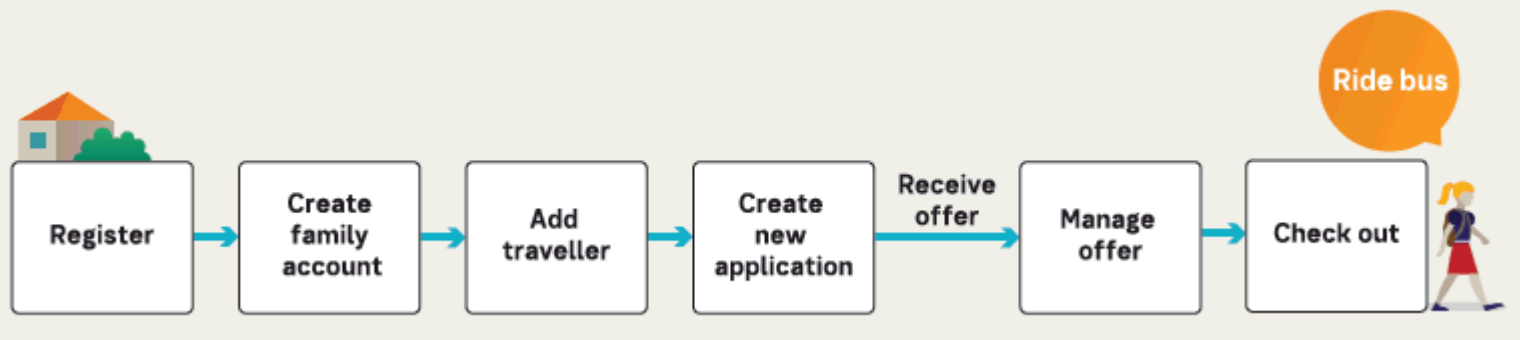 Ride bus
Register
Create
family
account
Add
traveller
Create
new
application
Receive
offer
Manage
offer
Check out